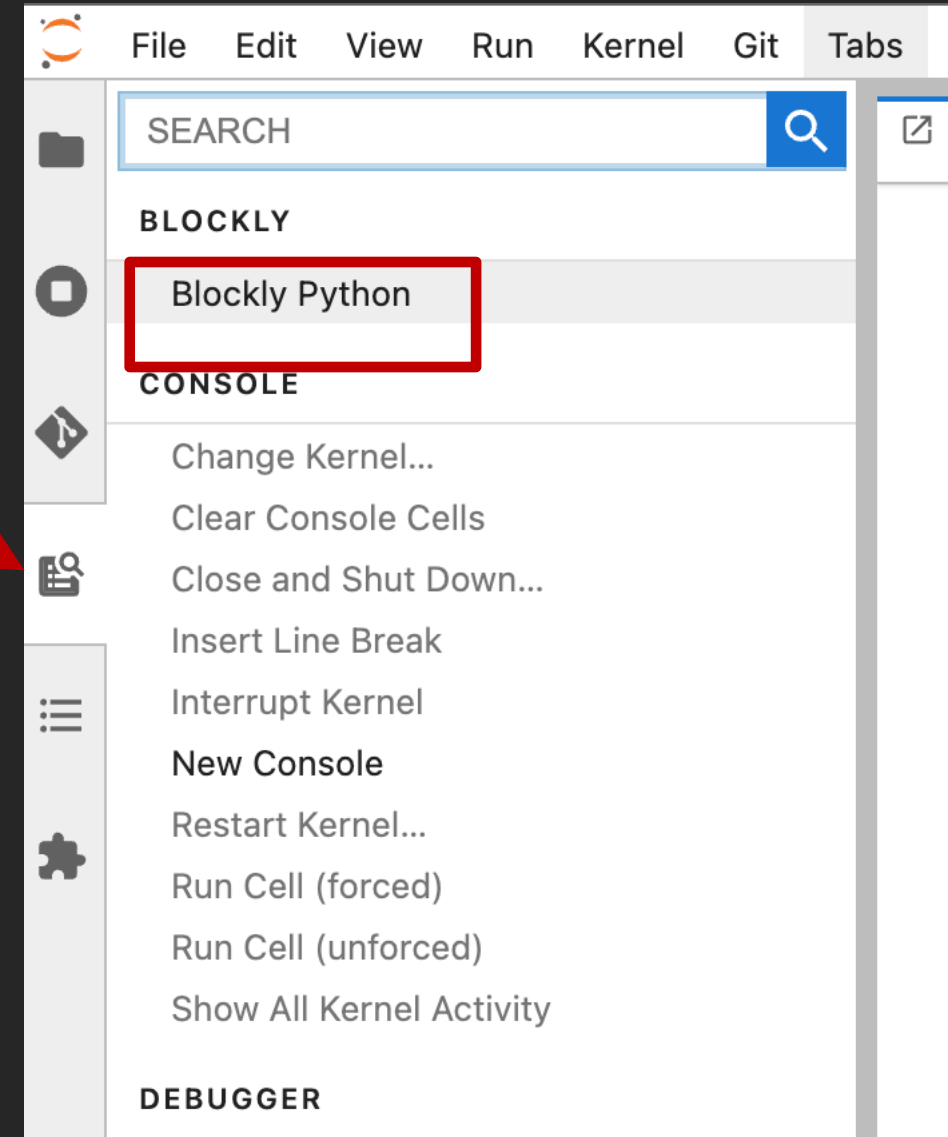 File Edit View Run Kernel Git Tabs
SEARCH
BLOCKLY
Blockly Python
CONSOLE
Change Kernel...
Clear Console Cells
Close and Shut Down...
Insert Line Break
Interrupt Kernel
New Console
Restart Kernel...
Run Cell (forced)
Run Cell (unforced)
Show All Kernel Activity
DEBUGGER